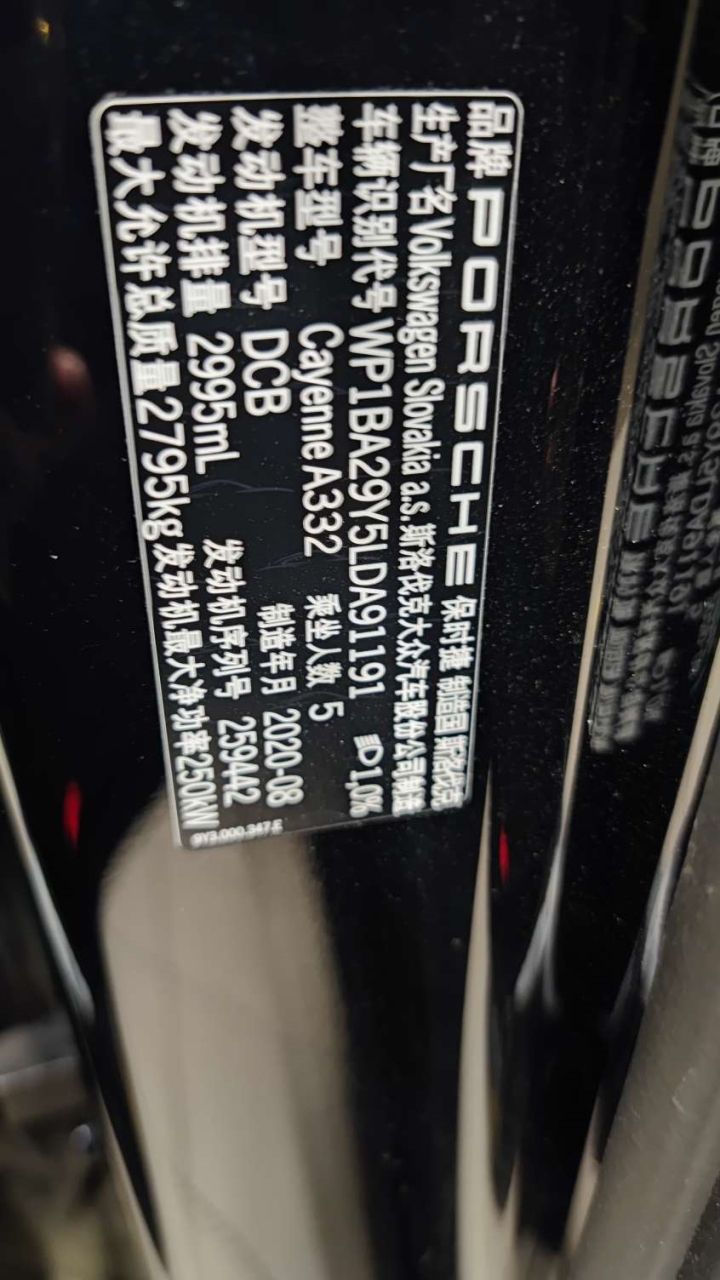 品牌 PORSCHE 保时捷 制造国 斯洛伐克
生产厂名 Volkswagen Slovakia a.s. 斯洛伐克大众汽车股份公司制造
车辆识别代号 WP1BA29Y5LDA91191 1,0%
整车型号 Cayenne A332 乘坐人数 5
发动机型号 DCB 制造年月 2020-08
发动机排量 2995mL 发动机序列号 259442
最大允许总质量 2795kg 发动机最大净功率250kW
9Y3.000.347.E